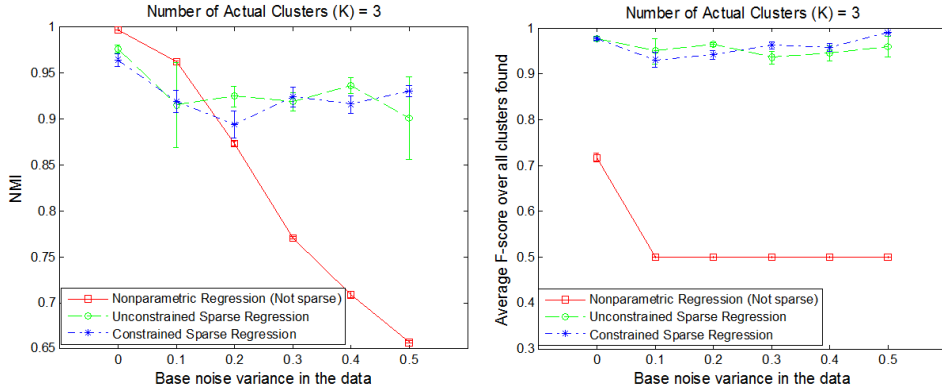 Number of Actual Clusters (K) = 3
1
0.95
0.9
0.85
0.8
0.75
0.7
0.65
NMI
Nonparametric Regression (Not sparse)
Unconstrained Sparse Regression
Constrained Sparse Regression
0 0.1 0.2 0.3 0.4 0.5
Base noise variance in the data
Number of Actual Clusters (K) = 3
1
0.9
0.8
0.7
0.6
0.5
0.4
0.3
Average F-score over all clusters found
Nonparametric Regression (Not sparse)
Unconstrained Sparse Regression
Constrained Sparse Regression
0 0.1 0.2 0.3 0.4 0.5
Base noise variance in the data